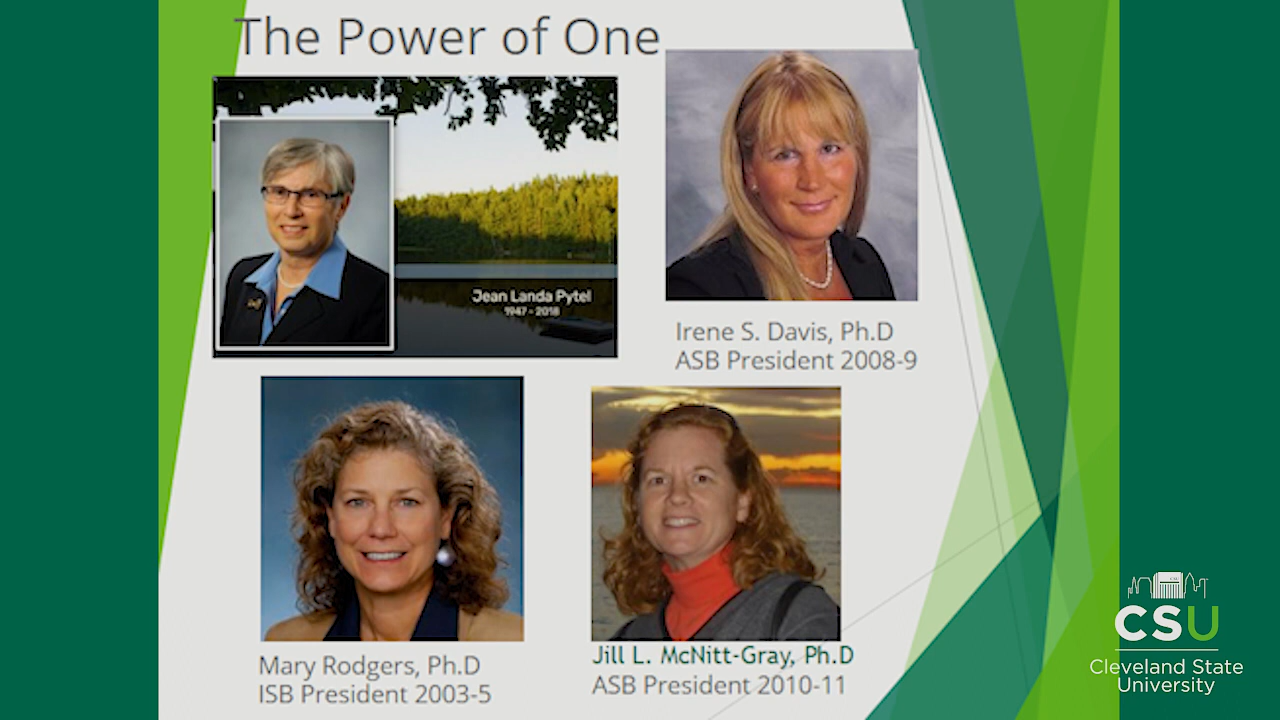 The Power of One
Jean Landa Pytel
1947 - 2018
Irene S. Davis, Ph.D
ASB President 2008-9
Mary Rodgers, Ph.D
ISB President 2003-5
Jill L. McNitt-Gray, Ph.D
ASB President 2010-11
CSU
Cleveland State
University